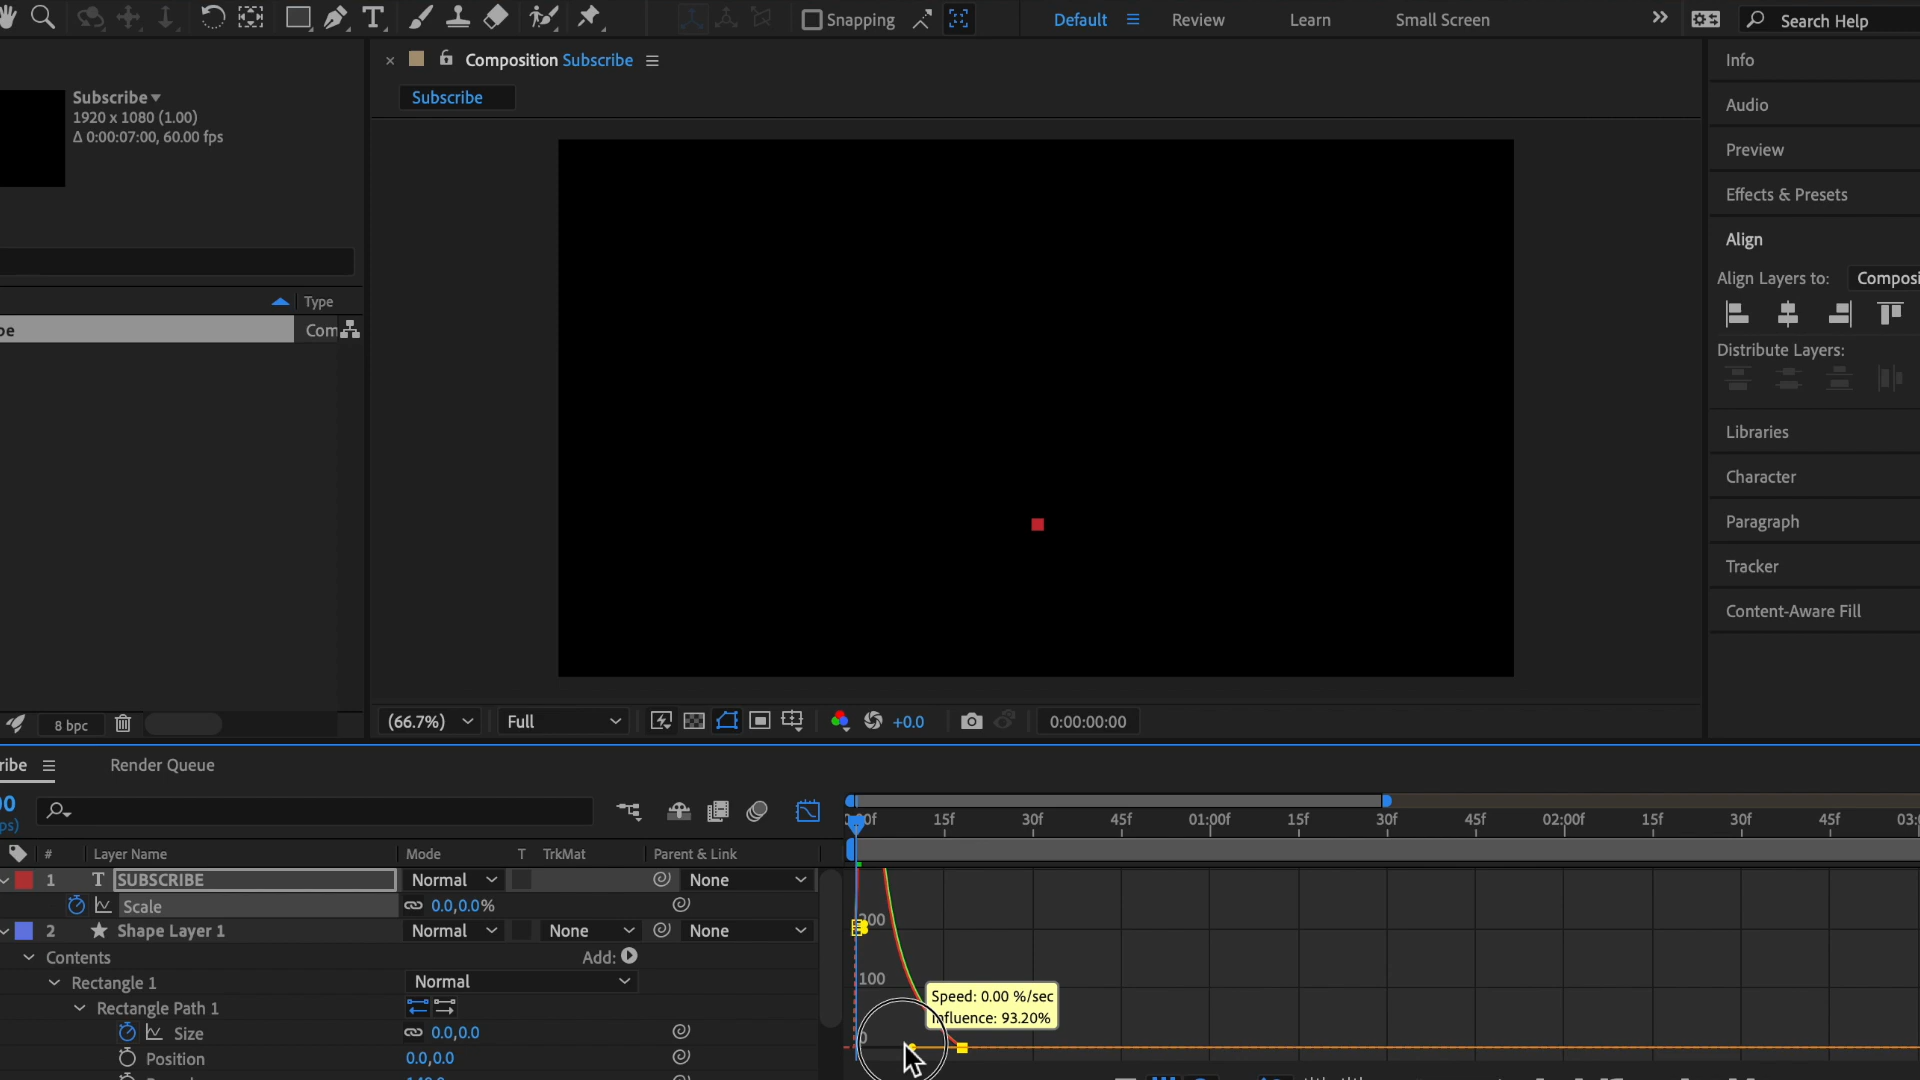 Snapping
Default
Review
Learn
Small Screen
Search Help
Composition Subscribe
Subscribe
Subscribe
1920 x 1080 (1.00)
Δ 0:00:07:00, 60.00 fps
Type
be
Com
Info
Audio
Preview
Effects & Presets
Align
Align Layers to:
Composi
Distribute Layers:
Libraries
Character
Paragraph
Tracker
Content-Aware Fill
8 bpc
(66.7%)
Full
+0.0
0:00:00:00
ribe
Render Queue
00
ps)
15f
30f
45f
01:00f
15f
30f
45f
02:00f
15f
30f
45f
03:
#
Layer Name
Mode
T
TrkMat
Parent & Link
1
T
SUBSCRIBE
Normal
None
Scale
0.0,0.0%
2
Shape Layer 1
Normal
None
None
Contents
Add:
Rectangle 1
Normal
Rectangle Path 1
Size
0.0,0.0
Position
0.0,0.0
100
0
Speed: 0.00 %/sec
Influence: 93.20%